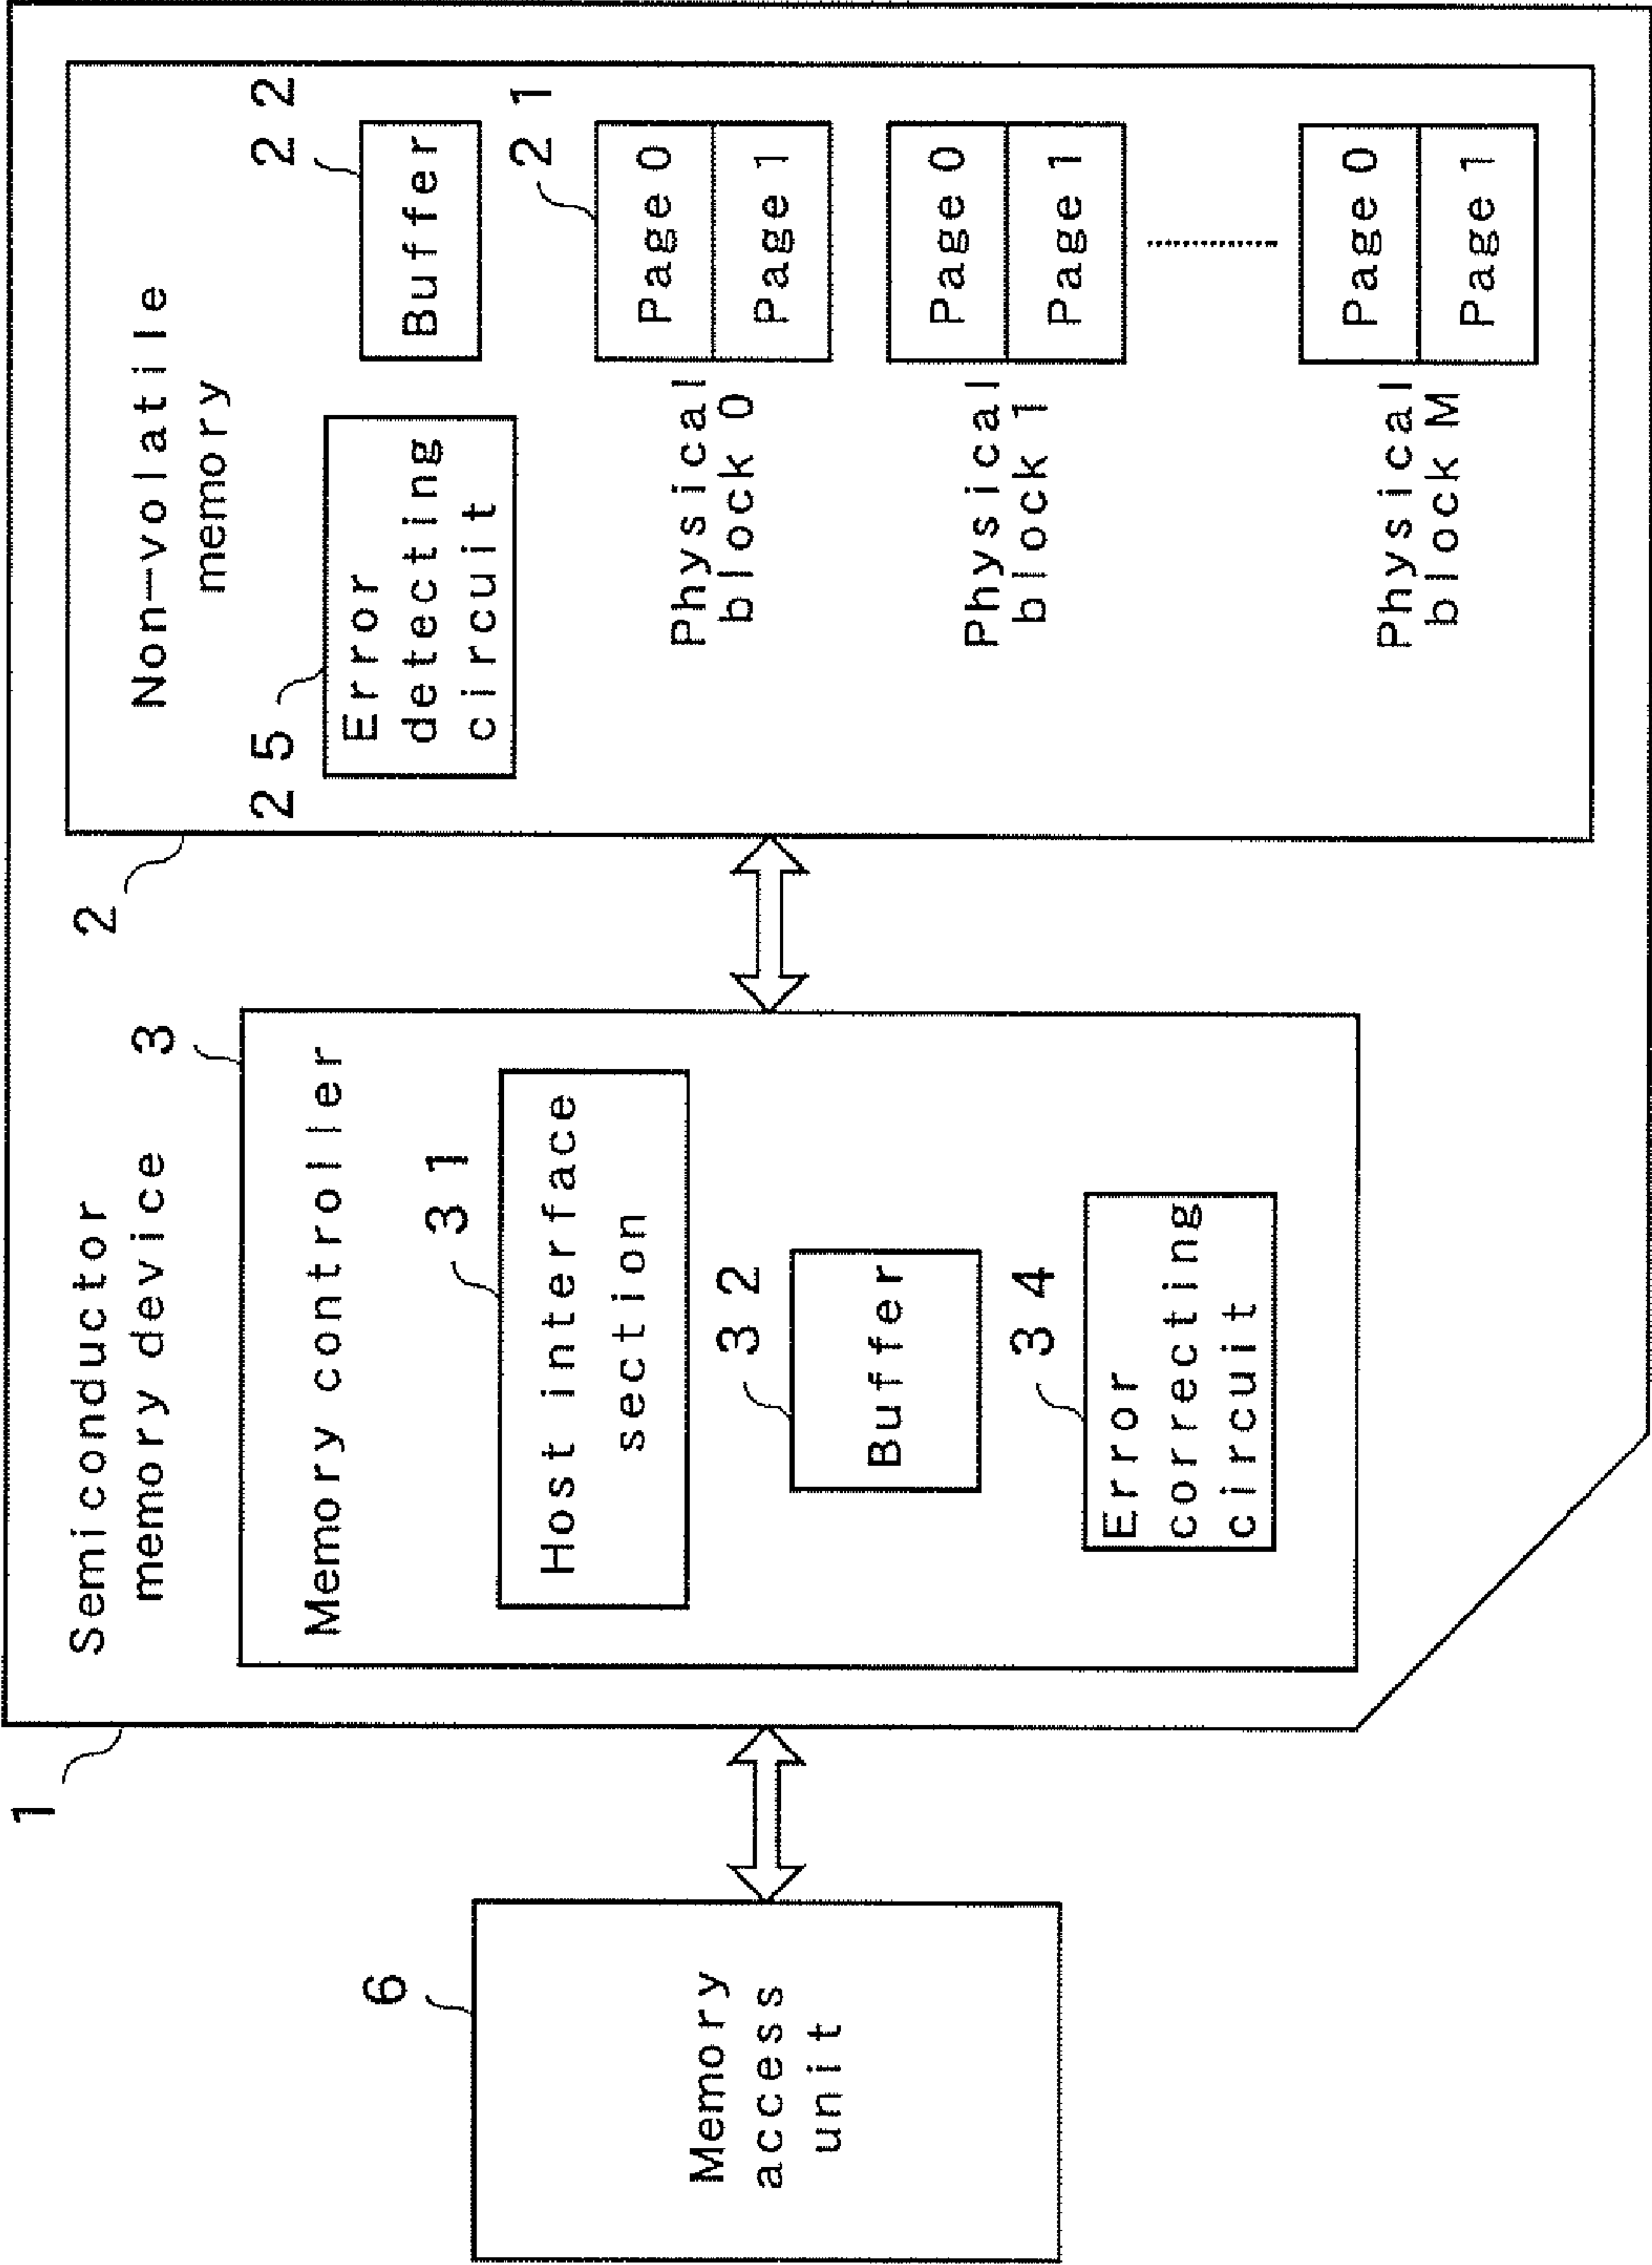 1
Semiconductor
memory device
6
Memory
access
unit
3
Memory controller
31
Host interface
section
32
Buffer
34
Error
correcting
circuit
2
Non-volatile
memory
25
Error
detecting
circuit
22
Buffer
21
Physical
block 0
Page 0
Page 1
Physical
block 1
Page 0
Page 1
Physical
block M
Page 0
Page 1